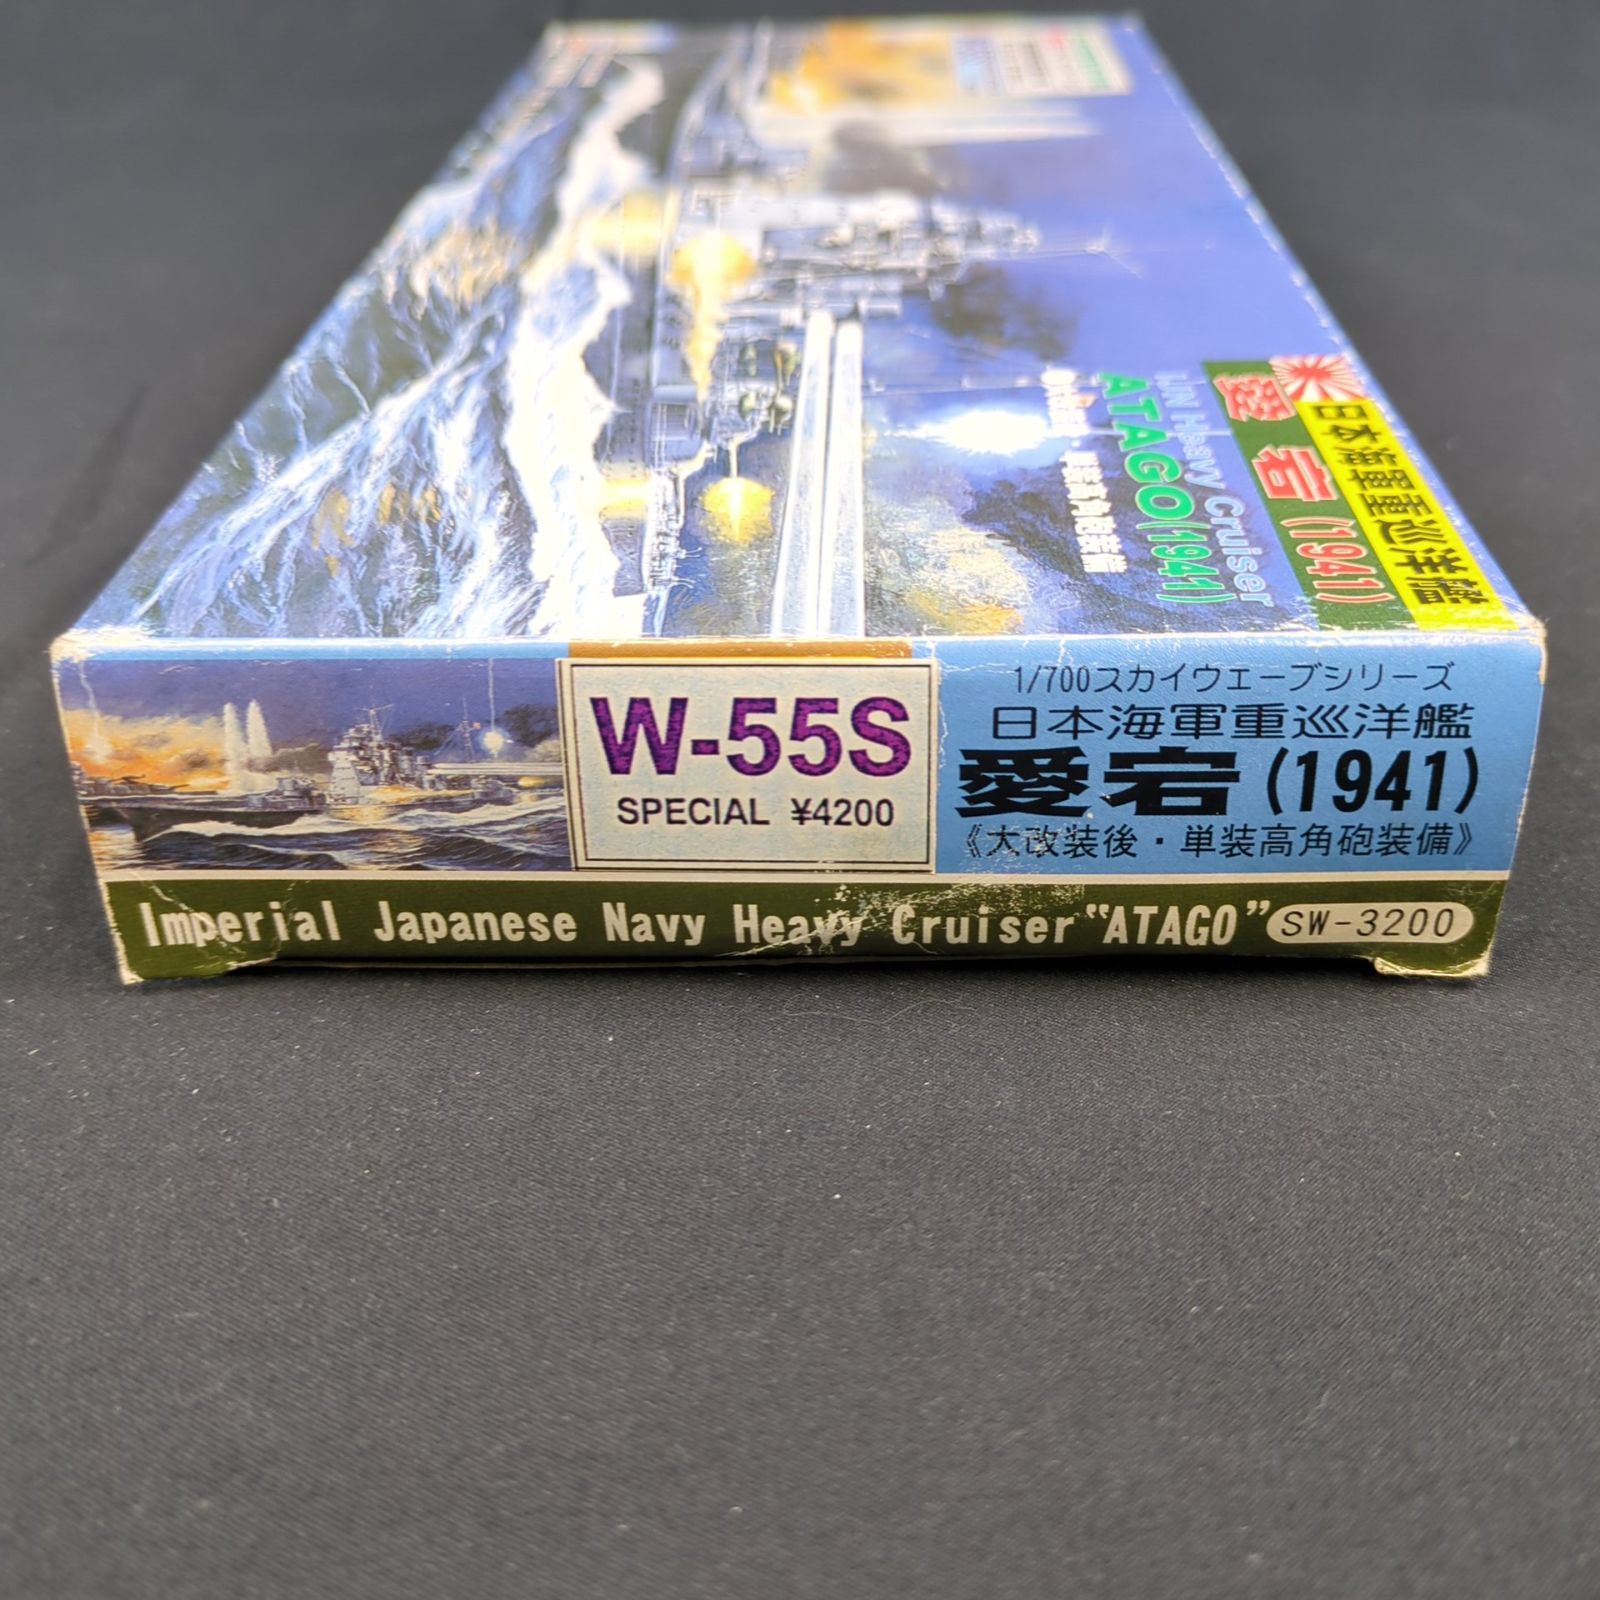 日本海軍重巡洋艦
愛宕 (1941)
IJN Heavy Cruiser
ATAGO(1941)
W-55S
SPECIAL ¥4200
1/700スカイウェーブシリーズ
日本海軍重巡洋艦
愛宕(1941)
《大改装後・単装高角砲装備》
Imperial Japanese Navy Heavy Cruiser "ATAGO" SW-3200